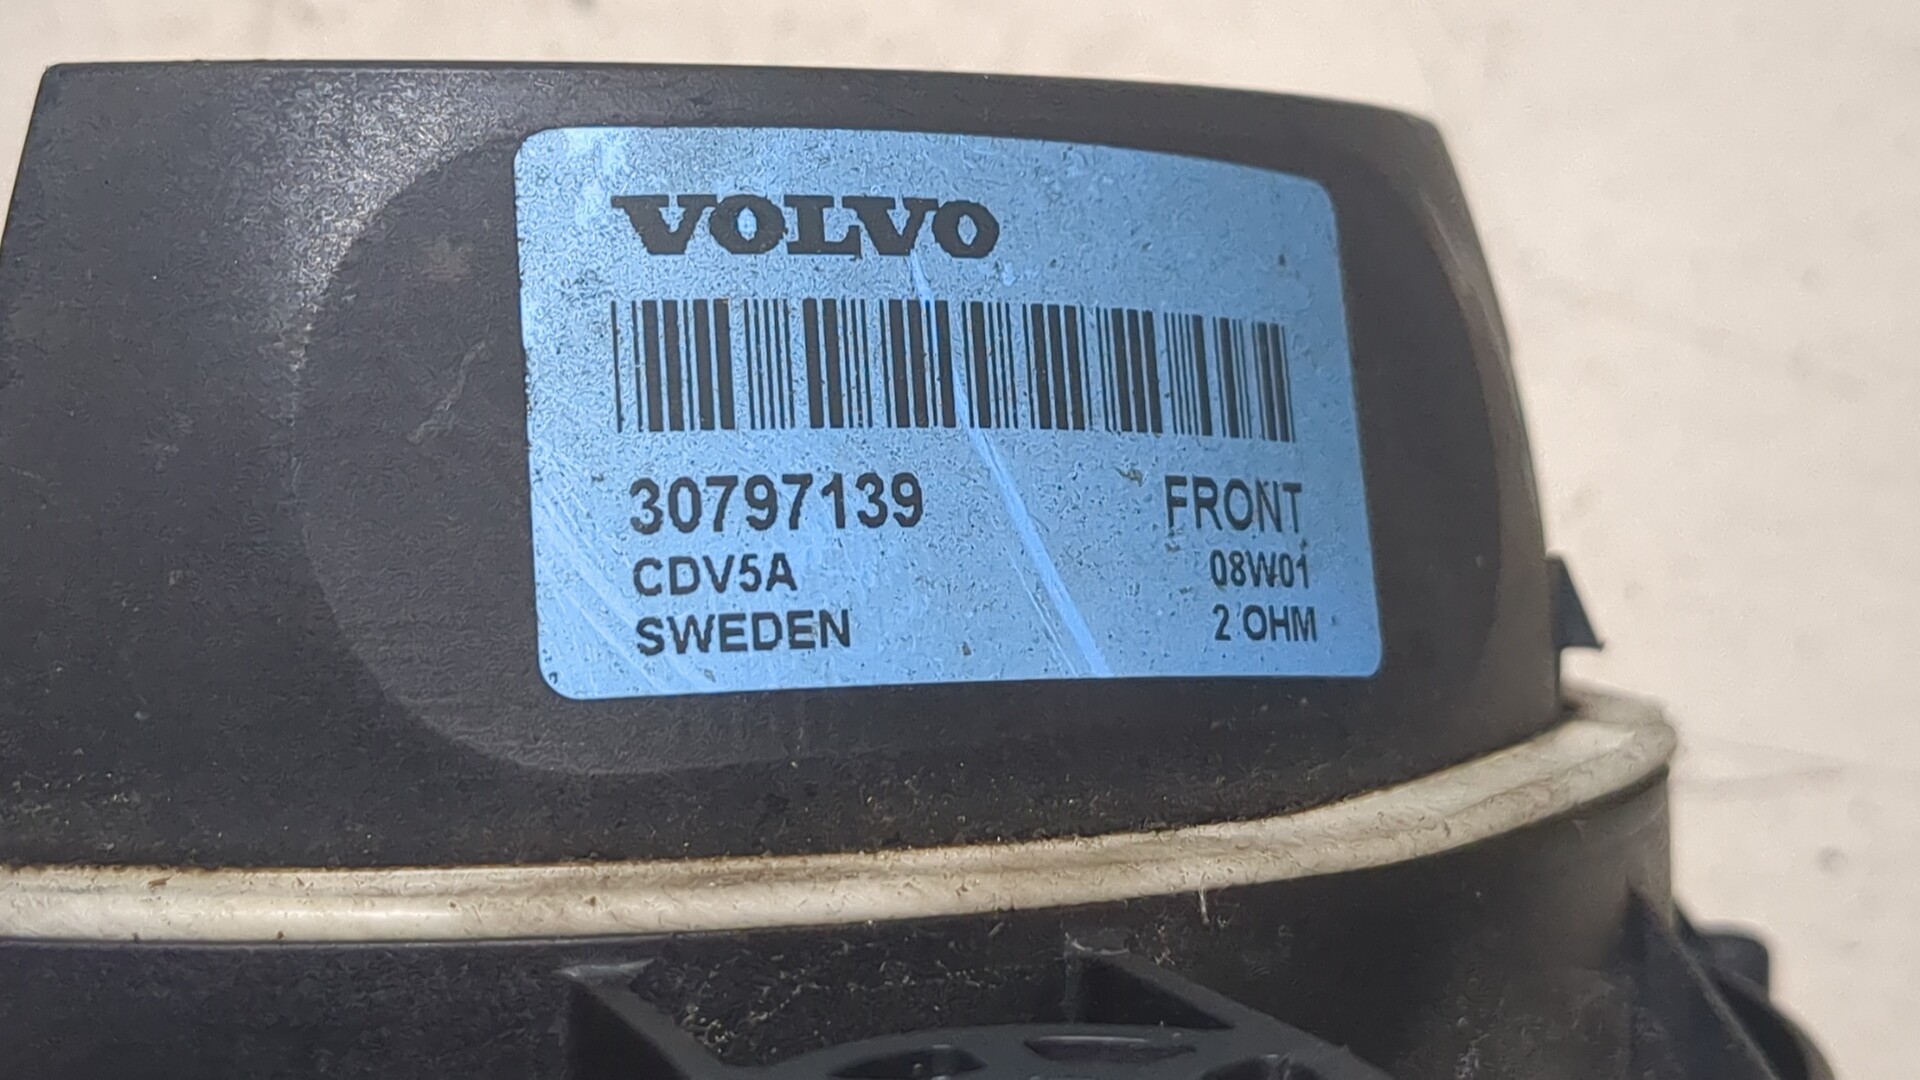 VOLVO
30797139 FRONT
CDV5A 08W01
SWEDEN 2 OHM